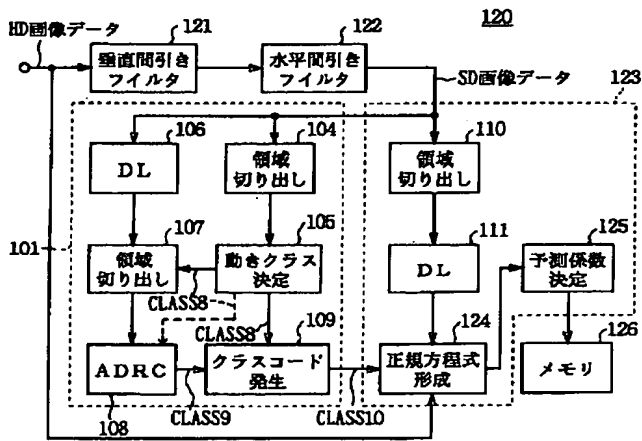 120
HD画像データ
121
垂直間引き
フイルタ
122
水平間引き
フイルタ
SD画像データ
123
106
DL
104
領域
切り出し
110
領域
切り出し
101
107
領域
切り出し
105
動きクラス
決定
111
DL
125
予測係数
決定
CLASS8
CLASS8
109
124
126
ADRC
108
CLASS9
クラスコード
発生
CLASS10
正規方程式
形成
メモリ